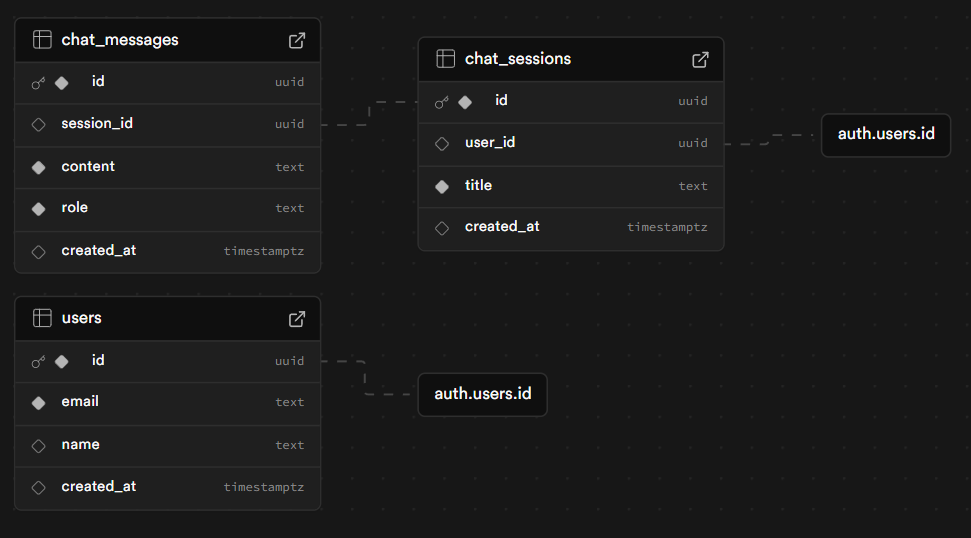 chat_messages
id uuid
session_id uuid
content text
role text
created_at timestamptz
chat_sessions
id uuid
user_id uuid
title text
created_at timestamptz
auth.users.id
users
id uuid
email text
name text
created_at timestamptz
auth.users.id